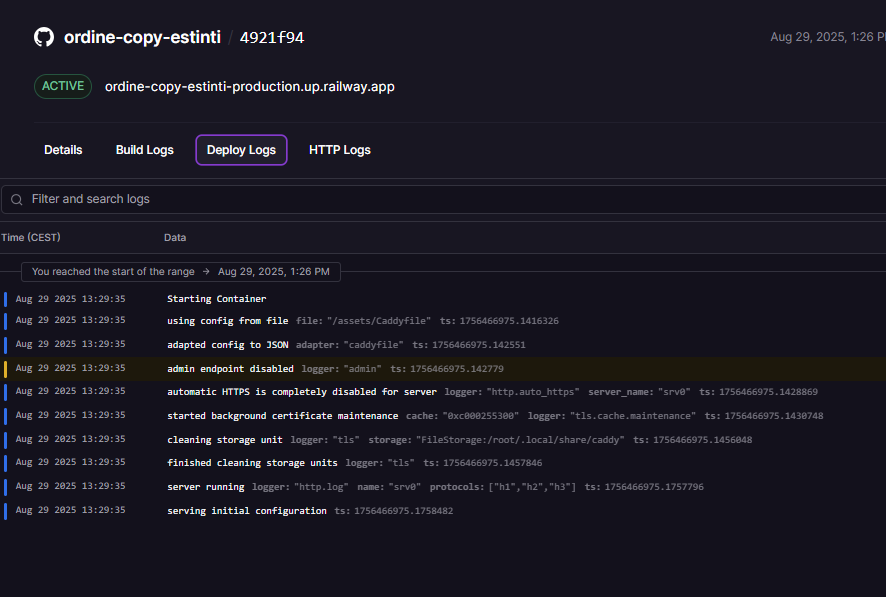 ordine-copy-estinti / 4921f94
Aug 29, 2025, 1:26 P
ACTIVE ordine-copy-estinti-production.up.railway.app
Details Build Logs Deploy Logs HTTP Logs
Filter and search logs
Time (CEST) Data
You reached the start of the range → Aug 29, 2025, 1:26 PM
Aug 29 2025 13:29:35 Starting Container
Aug 29 2025 13:29:35 using config from file file: "/assets/Caddyfile" ts: 1756466975.1416326
Aug 29 2025 13:29:35 adapted config to JSON adapter: "caddyfile" ts: 1756466975.142551
Aug 29 2025 13:29:35 admin endpoint disabled logger: "admin" ts: 1756466975.142779
Aug 29 2025 13:29:35 automatic HTTPS is completely disabled for server logger: "http.auto_https" server_name: "srv0" ts: 1756466975.1428869
Aug 29 2025 13:29:35 started background certificate maintenance cache: "0xc000255300" logger: "tls.cache.maintenance" ts: 1756466975.1430748
Aug 29 2025 13:29:35 cleaning storage unit logger: "tls" storage: "FileStorage:/root/.local/share/caddy" ts: 1756466975.1456048
Aug 29 2025 13:29:35 finished cleaning storage units logger: "tls" ts: 1756466975.1457846
Aug 29 2025 13:29:35 server running logger: "http.log" name: "srv0" protocols: ["h1","h2","h3"] ts: 1756466975.1757796
Aug 29 2025 13:29:35 serving initial configuration ts: 1756466975.1758482